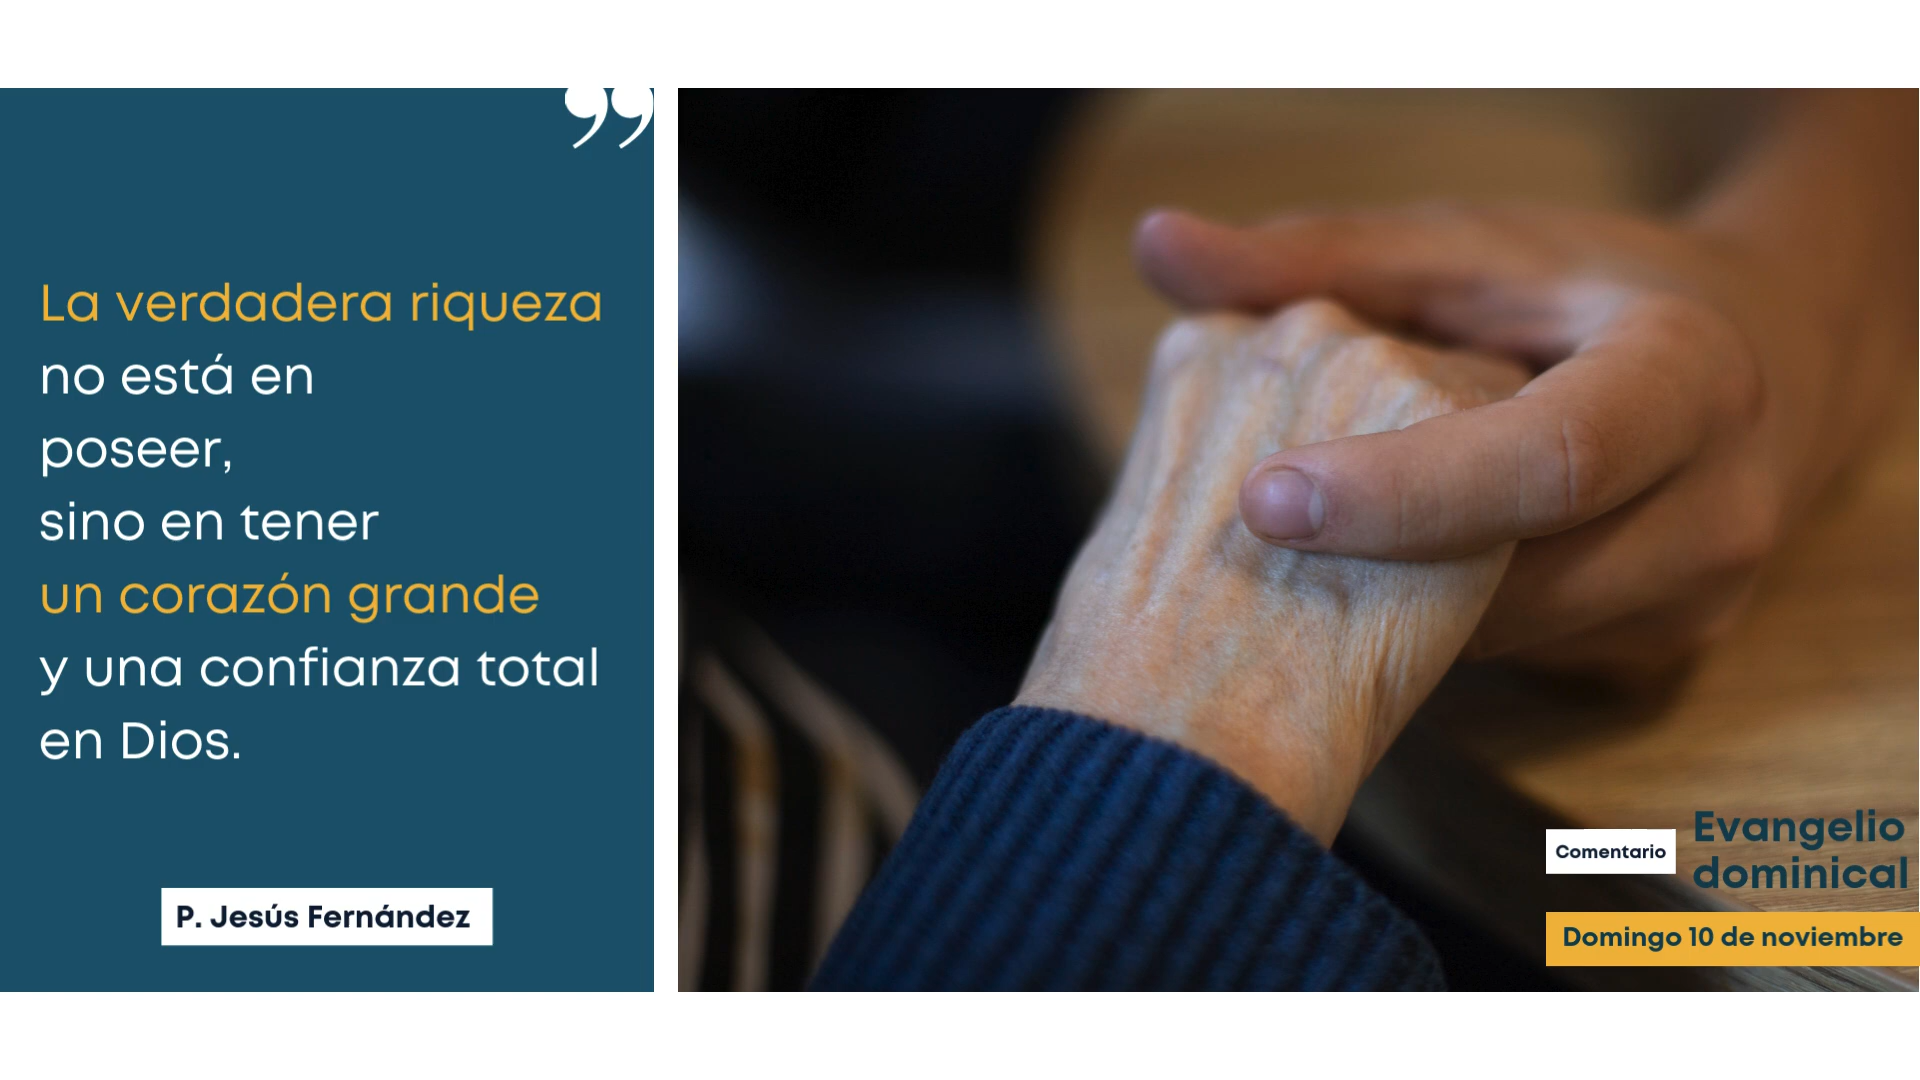 ”
La verdadera riqueza
no está en
poseer,
sino en tener
un corazón grande
y una confianza total
en Dios.
P. Jesús Fernández
Comentario
Evangelio
dominical
Domingo 10 de noviembre